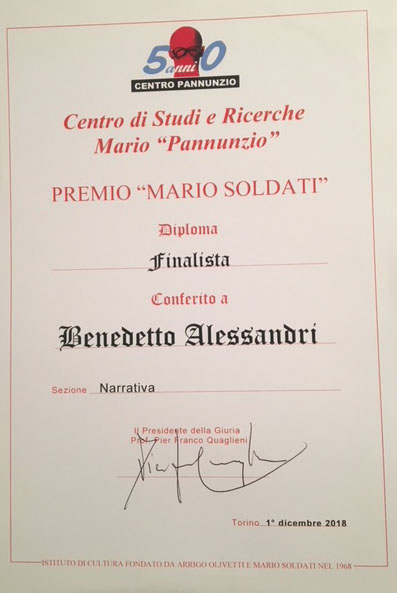 50
anni
CENTRO PANNUNZIO
Centro di Studi e Ricerche
Mario “Pannunzio”
PREMIO “MARIO SOLDATI”
Diploma
Finalista
Conferito a
Benedetto Alessandri
Sezione Narrativa
Il Presidente della Giuria
Prof. Pier Franco Quaglieni
Torino 1° dicembre 2018
ISTITUTO DI CULTURA FONDATO DA ARRIGO OLIVETTI E MARIO SOLDATI NEL 1968